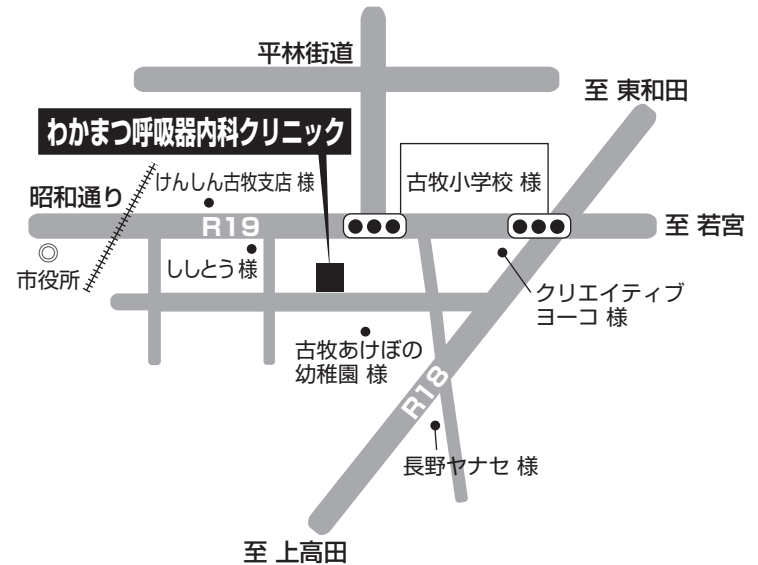 平林街道
至 東和田
わかまつ呼吸器内科クリニック
けんしん古牧支店 様
古牧小学校 様
昭和通り
R19
至 若宮
市役所
ししとう 様
クリエイティブ
ヨーコ 様
古牧あけぼの
幼稚園 様
R18
長野ヤナセ 様
至 上高田